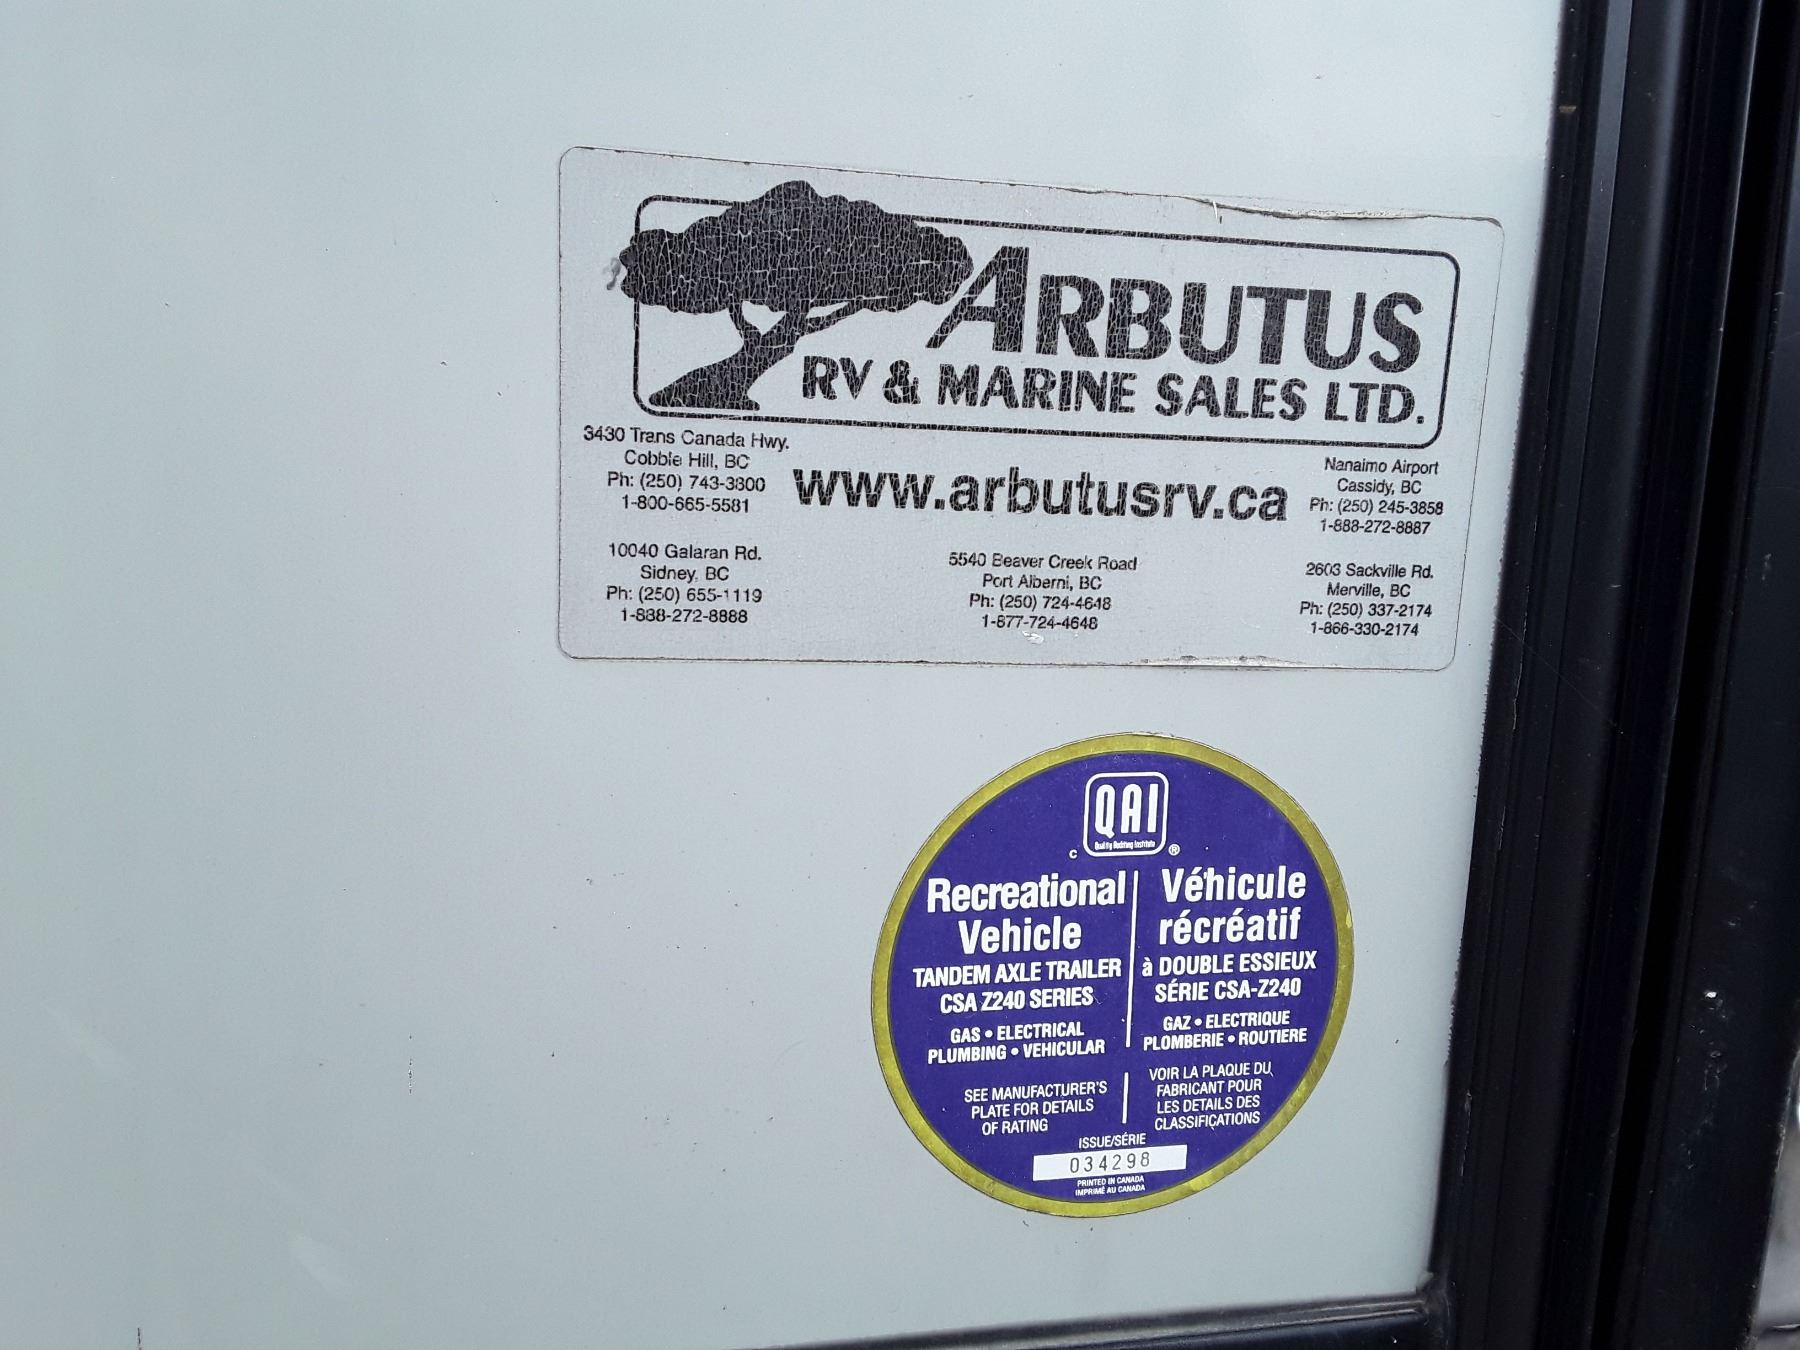 ARBUTUS
RV & MARINE SALES LTD.
3430 Trans Canada Hwy.
Cobble Hill, BC
Ph: (250) 743-3800
1-800-665-5581
www.arbutusrv.ca
Nanaimo Airport
Cassidy, BC
Ph: (250) 245-3858
1-888-272-8887
10040 Galaran Rd.
Sidney, BC
Ph: (250) 655-1119
1-888-272-8888
5540 Beaver Creek Road
Port Alberni, BC
Ph: (250) 724-4648
1-877-724-4648
2603 Sackville Rd.
Merville, BC
Ph: (250) 337-2174
1-866-330-2174
QAI
Quality Auditing Institute
C ®
Recreational
Vehicle
TANDEM AXLE TRAILER
CSA Z240 SERIES
GAS • ELECTRICAL
PLUMBING • VEHICULAR
SEE MANUFACTURER'S
PLATE FOR DETAILS
OF RATING
Véhicule
récréatif
à DOUBLE ESSIEUX
SÉRIE CSA-Z240
GAZ • ELECTRIQUE
PLOMBERIE • ROUTIERE
VOIR LA PLAQUE DU
FABRICANT POUR
LES DETAILS DES
CLASSIFICATIONS
ISSUE/SÉRIE
034298
PRINTED IN CANADA
IMPRIMÉ AU CANADA